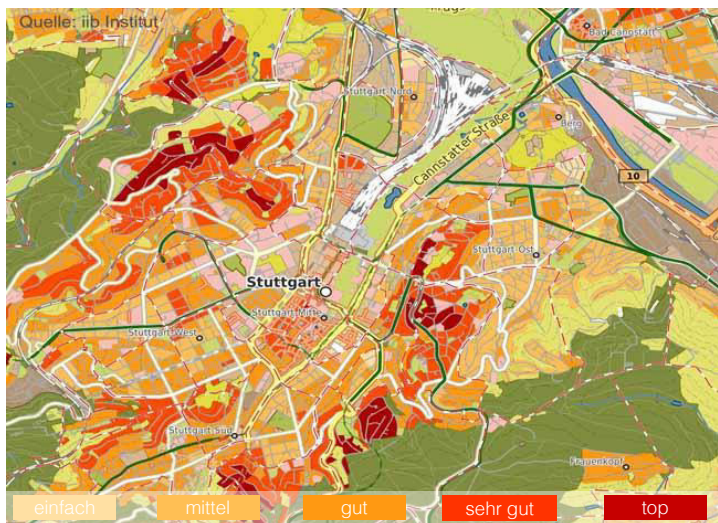 Quelle: iib Institut
Krags
Bad Cannstatt
Stuttgart-Nord
Berg
Cannstatter Straße
10
Stuttgart-Ost
Stuttgart
Stuttgart-Mitte
Stuttgart-West
Stuttgart-Süd
Frauenkopf
einfach
mittel
gut
sehr gut
top